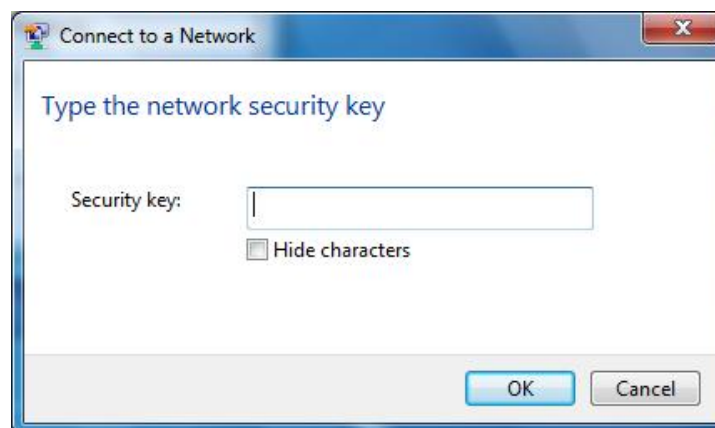 Connect to a Network
Type the network security key
Security key:
Hide characters
OK Cancel